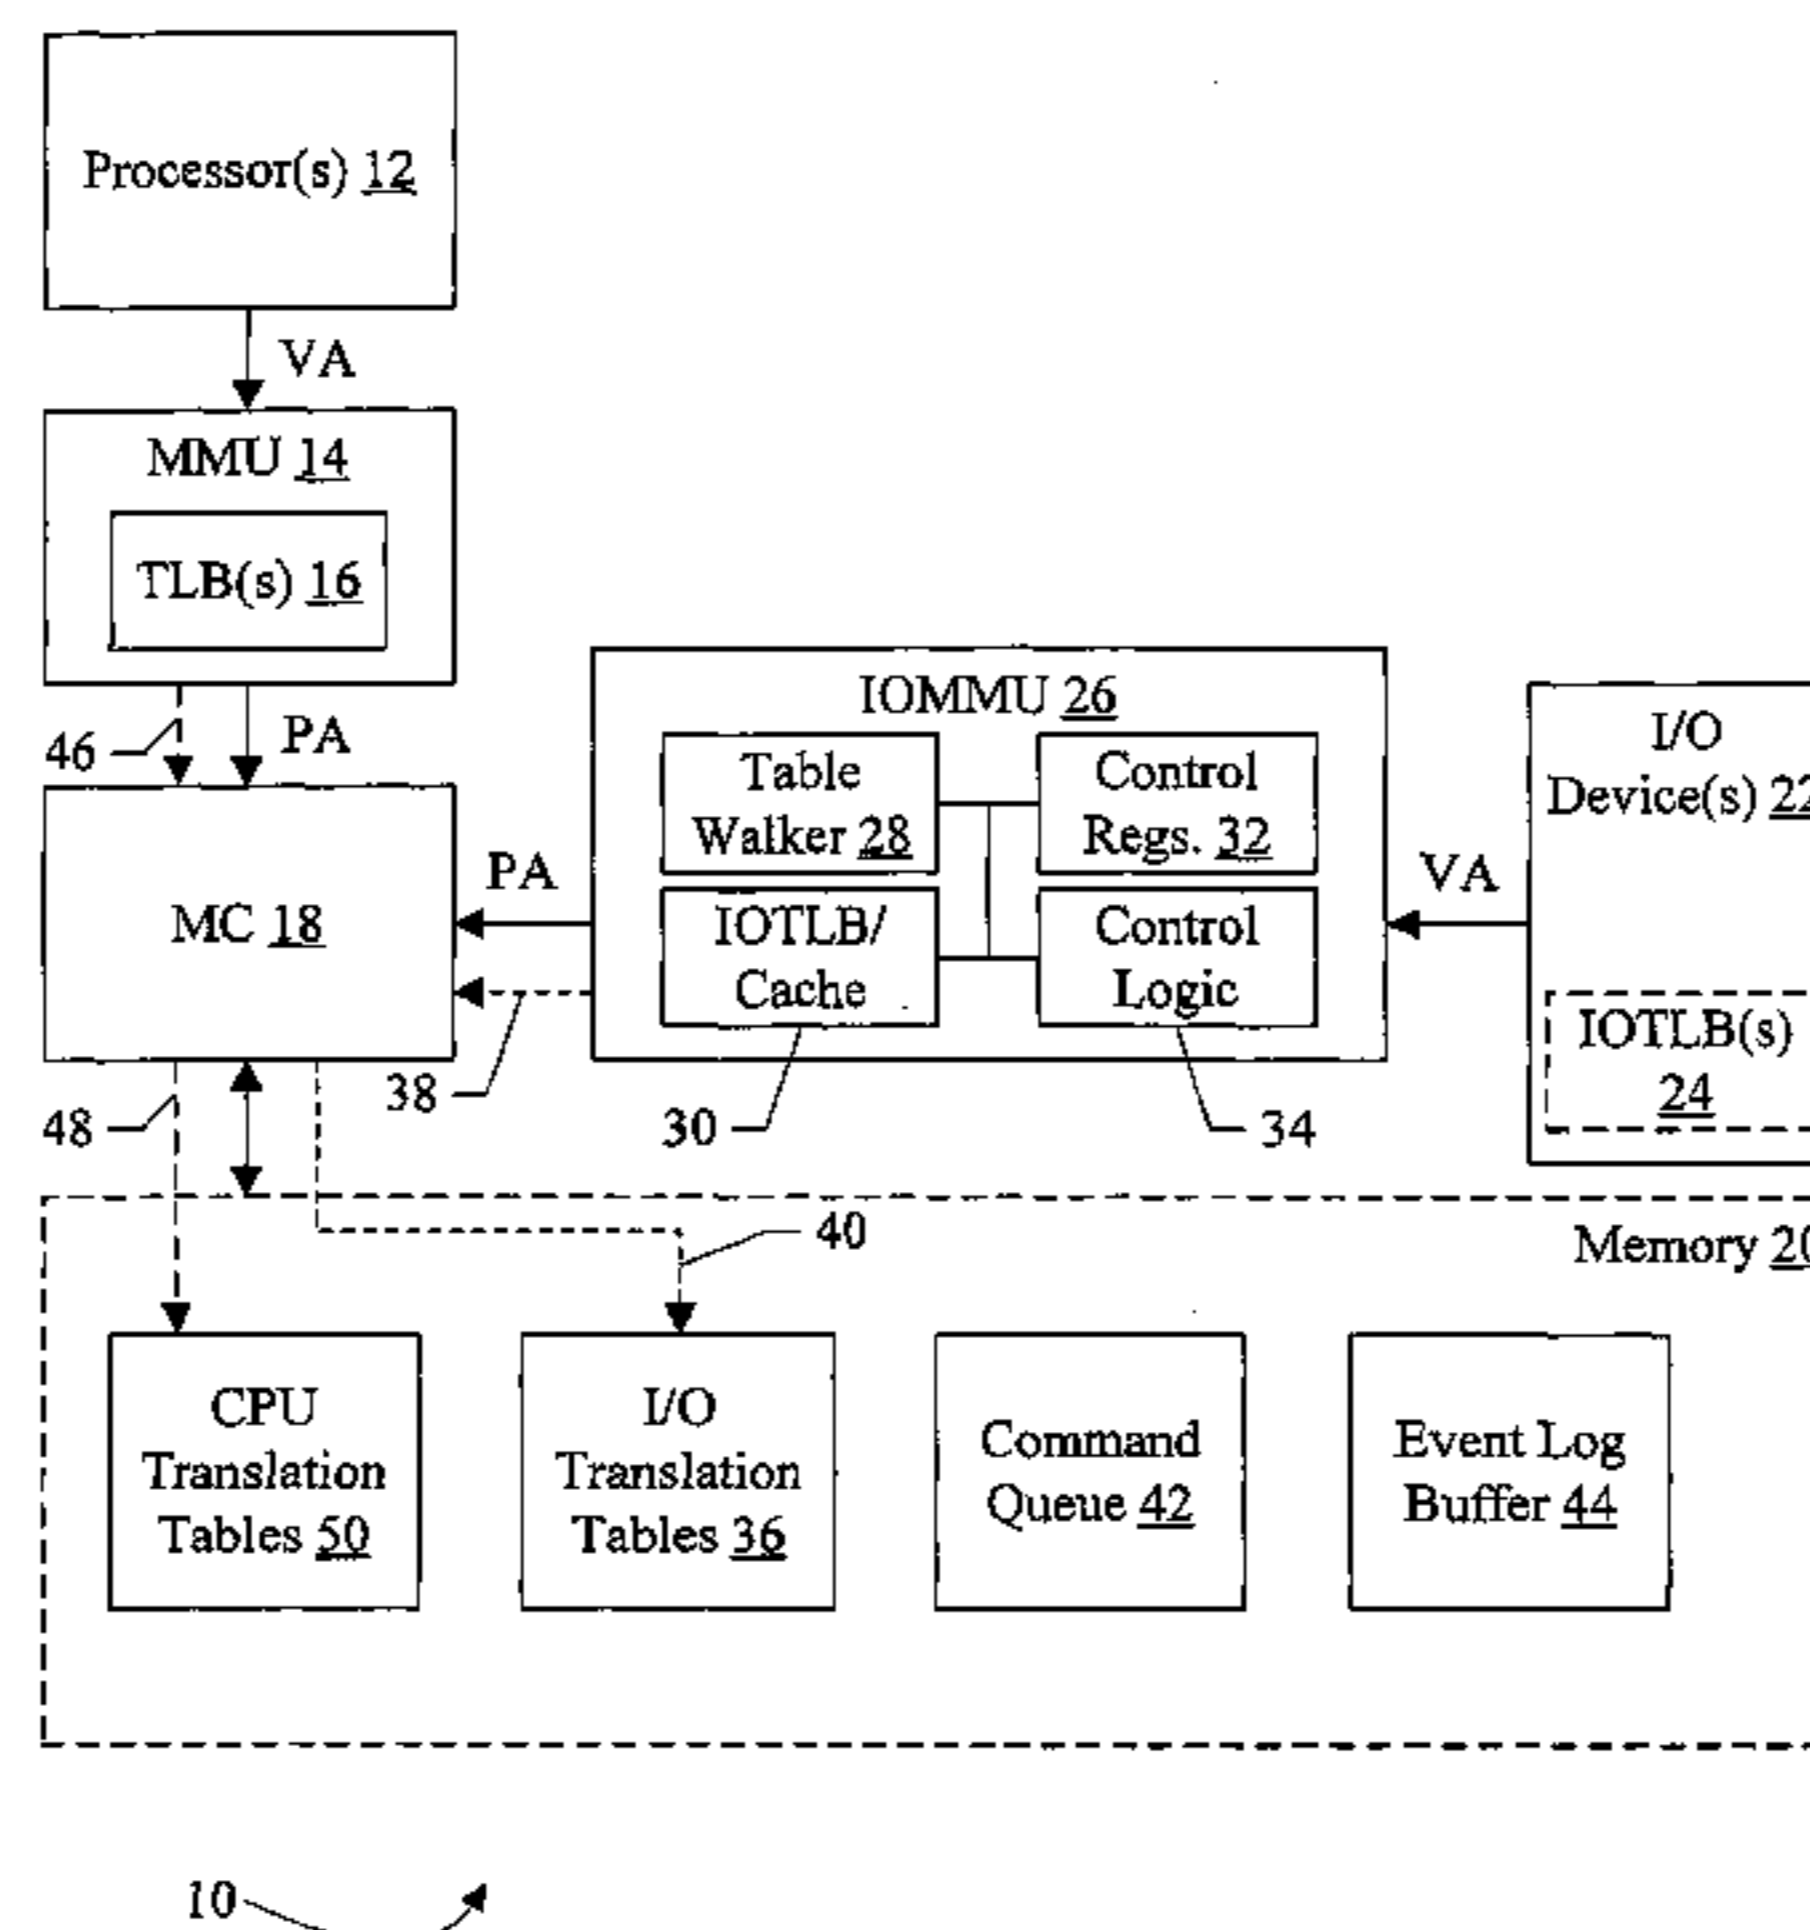 Processor(s) 12
VA
MMU 14
TLB(s) 16
46
PA
MC 18
PA
38
48
IOMMU 26
Table
Walker 28
Control
Regs. 32
IOTLB/
Cache
Control
Logic
30
34
VA
I/O
Device(s) 22
IOTLB(s)
24
Memory 20
40
CPU
Translation
Tables 50
I/O
Translation
Tables 36
Command
Queue 42
Event Log
Buffer 44
10